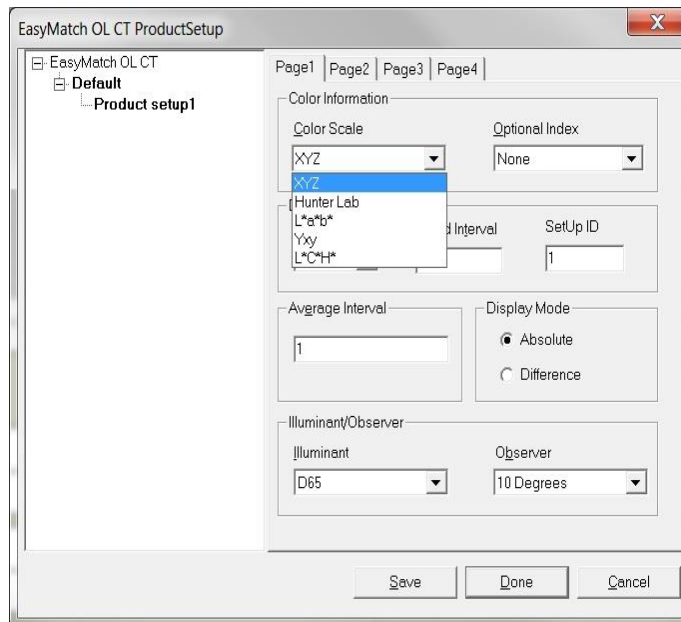 EasyMatch OL CT ProductSetup
X
EasyMatch OL CT
Default
Product setup1
Page1 Page2 Page3 Page4
Color Information
Color Scale Optional Index
XYZ None
XYZ
Hunter Lab
L*a*b*
Yxy
L*C*H*
Interval SetUp ID
1
Average Interval Display Mode
1 Absolute
Difference
Illuminant/Observer
Illuminant Observer
D65 10 Degrees
Save Done Cancel